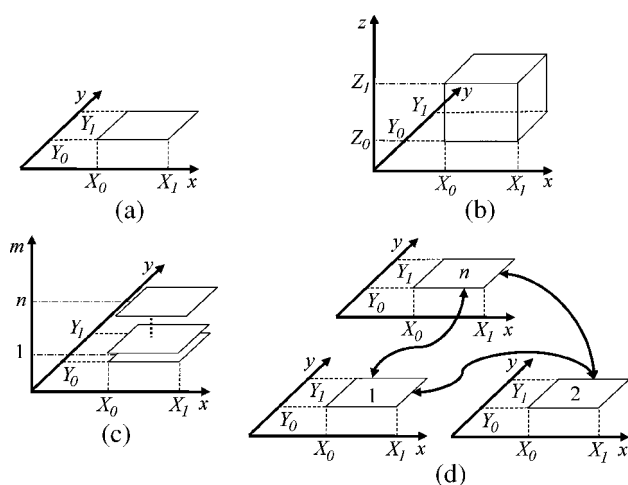 y
Y1
Y0
X0 X1 x
(a)
z
Z1
y
Y1
Y0
Z0
X0 X1 x
(b)
m
y
n
Y1
1
Y0
X0 X1 x
(c)
y
Y1 n
Y0
X0 X1 x
y
Y1 1
Y0
X0 X1 x
y
Y1 2
Y0
X0 X1 x
(d)